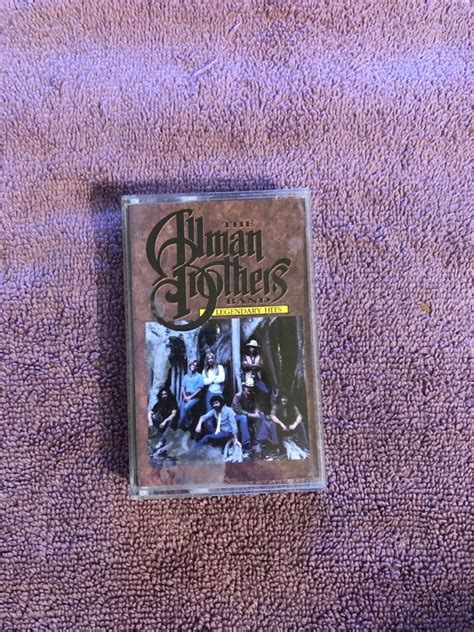 THE
Allman
Brothers
BAND
LEGENDARY HITS